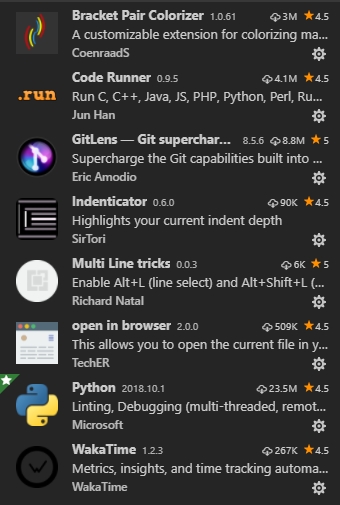 Bracket Pair Colorizer 1.0.61 3M 4.5
A customizable extension for colorizing ma...
CoenraadS
Code Runner 0.9.5 4.1M 4.5
.run
Run C, C++, Java, JS, PHP, Python, Perl, Ru...
Jun Han
GitLens — Git superchar... 8.5.6 8.8M 5
Supercharge the Git capabilities built into ...
Eric Amodio
Indenticator 0.6.0 90K 4.5
Highlights your current indent depth
SirTori
Multi Line tricks 0.0.3 6K 5
Enable Alt+L (line select) and Alt+Shift+L (...
Richard Natal
open in browser 2.0.0 509K 4.5
This allows you to open the current file in y...
TechER
Python 2018.10.1 23.5M 4.5
Linting, Debugging (multi-threaded, remot...
Microsoft
WakaTime 1.2.3 267K 4.5
Metrics, insights, and time tracking automa...
WakaTime